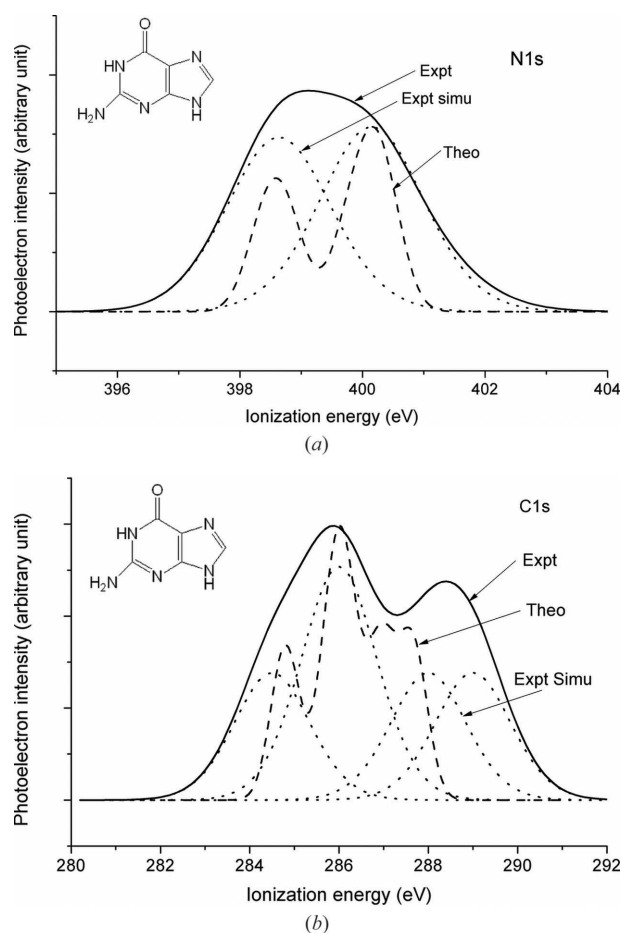 N1s
O
HN
N
H₂N
N
N
H
Expt
Expt simu
Theo
Photoelectron intensity (arbitrary unit)
396 398 400 402 404
Ionization energy (eV)
(a)
C1s
O
HN
N
H₂N
N
N
H
Expt
Theo
Expt Simu
Photoelectron intensity (arbitrary unit)
280 282 284 286 288 290 292
Ionization energy (eV)
(b)